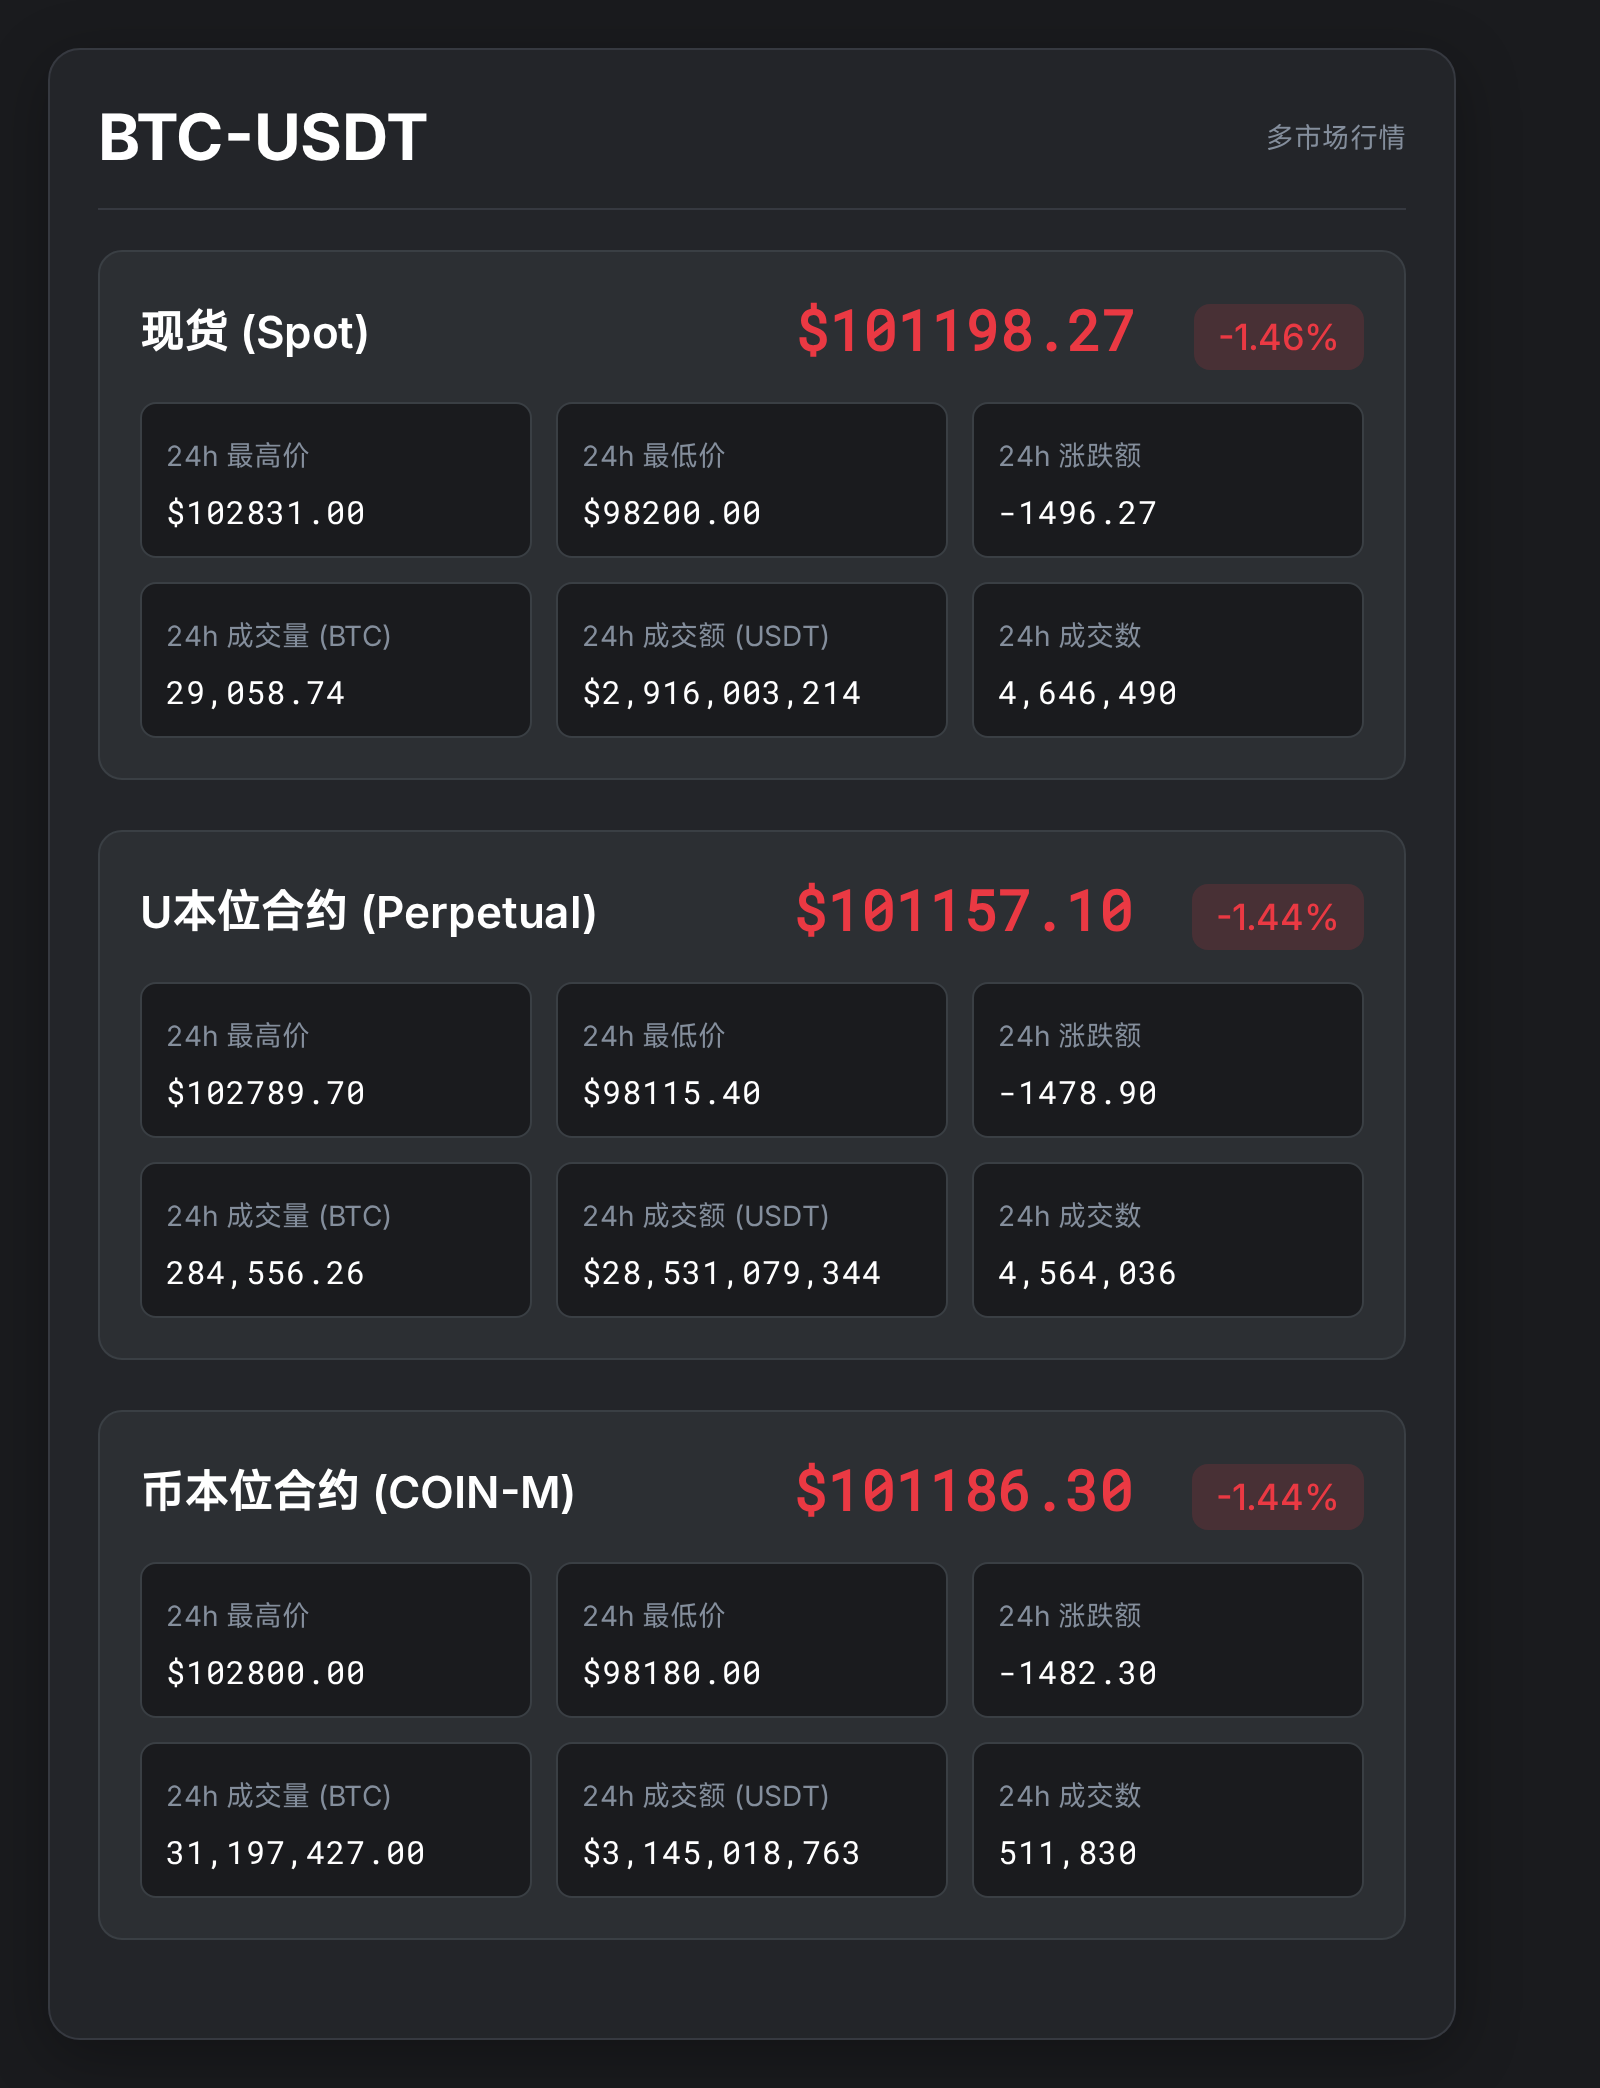 BTC-USDT
多市场行情
现货 (Spot)
$101198.27
-1.46%
24h 最高价
$102831.00
24h 最低价
$98200.00
24h 涨跌额
-1496.27
24h 成交量 (BTC)
29,058.74
24h 成交额 (USDT)
$2,916,003,214
24h 成交数
4,646,490
U本位合约 (Perpetual)
$101157.10
-1.44%
24h 最高价
$102789.70
24h 最低价
$98115.40
24h 涨跌额
-1478.90
24h 成交量 (BTC)
284,556.26
24h 成交额 (USDT)
$28,531,079,344
24h 成交数
4,564,036
币本位合约 (COIN-M)
$101186.30
-1.44%
24h 最高价
$102800.00
24h 最低价
$98180.00
24h 涨跌额
-1482.30
24h 成交量 (BTC)
31,197,427.00
24h 成交额 (USDT)
$3,145,018,763
24h 成交数
511,830